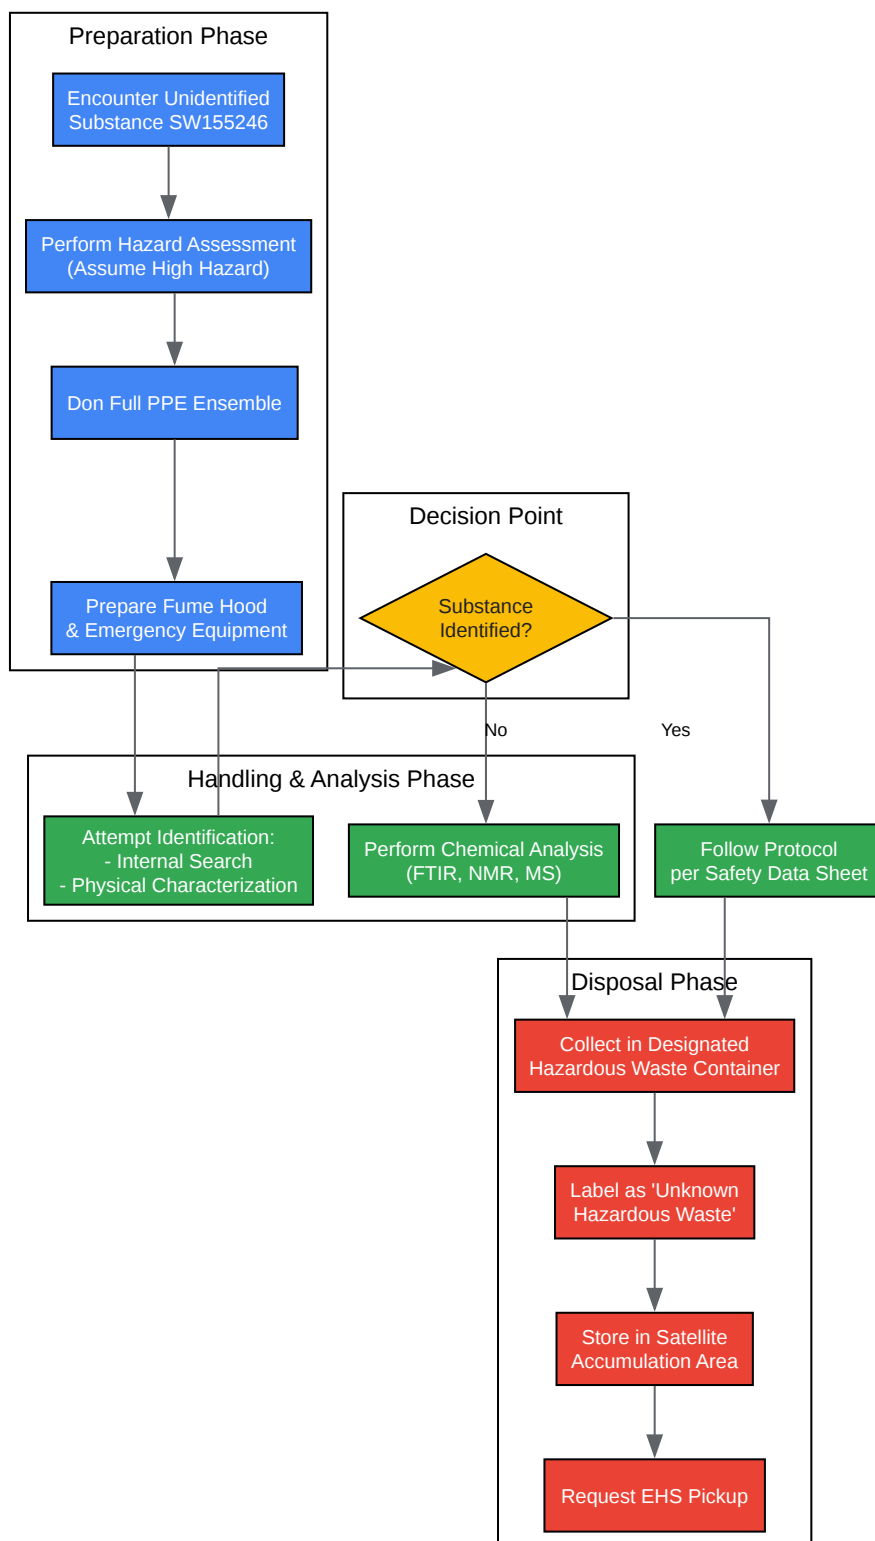 Preparation Phase
Encounter Unidentified
Substance SW155246
Perform Hazard Assessment
(Assume High Hazard)
Don Full PPE Ensemble
Prepare Fume Hood
& Emergency Equipment
Decision Point
Substance
Identified?
No
Yes
Handling & Analysis Phase
Attempt Identification:
- Internal Search
- Physical Characterization
Perform Chemical Analysis
(FTIR, NMR, MS)
Follow Protocol
per Safety Data Sheet
Disposal Phase
Collect in Designated
Hazardous Waste Container
Label as 'Unknown
Hazardous Waste'
Store in Satellite
Accumulation Area
Request EHS Pickup